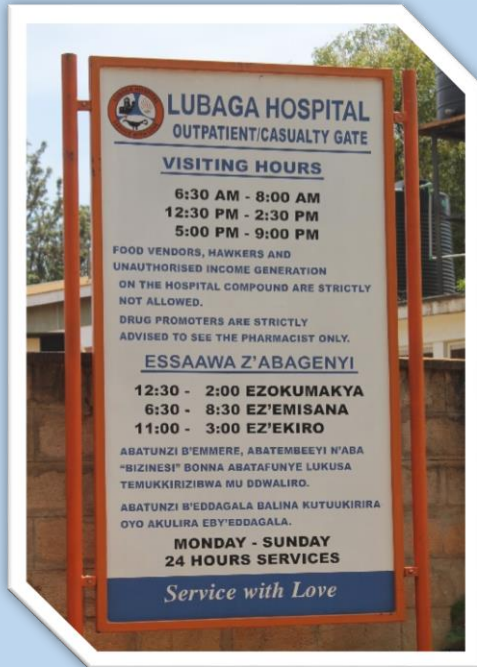 LUBAGA HOSPITAL
OUTPATIENT/CASUALTY GATE
VISITING HOURS
6:30 AM - 8:00 AM
12:30 PM - 2:30 PM
5:00 PM - 9:00 PM
FOOD VENDORS, HAWKERS AND
UNAUTHORISED INCOME GENERATION
ON THE HOSPITAL COMPOUND ARE STRICTLY
NOT ALLOWED.
DRUG PROMOTERS ARE STRICTLY
ADVISED TO SEE THE PHARMACIST ONLY.
ESSAAWA Z'ABAGENYI
12:30 - 2:00 EZOKUMAKYA
6:30 - 8:30 EZ'EMISANA
11:00 - 3:00 EZ'EKIRO
ABATUNZI B'EMMERE, ABATEMBEEYI N'ABA
"BIZINESI" BONNA ABATAFUNYE LUKUSA
TEMUKKIRIZIBWA MU DDWALIRO.
ABATUNZI B'EDDAGALA BALINA KUTUUKIRIRA
OYO AKULIRA EBY'EDDAGALA.
MONDAY - SUNDAY
24 HOURS SERVICES
Service with Love